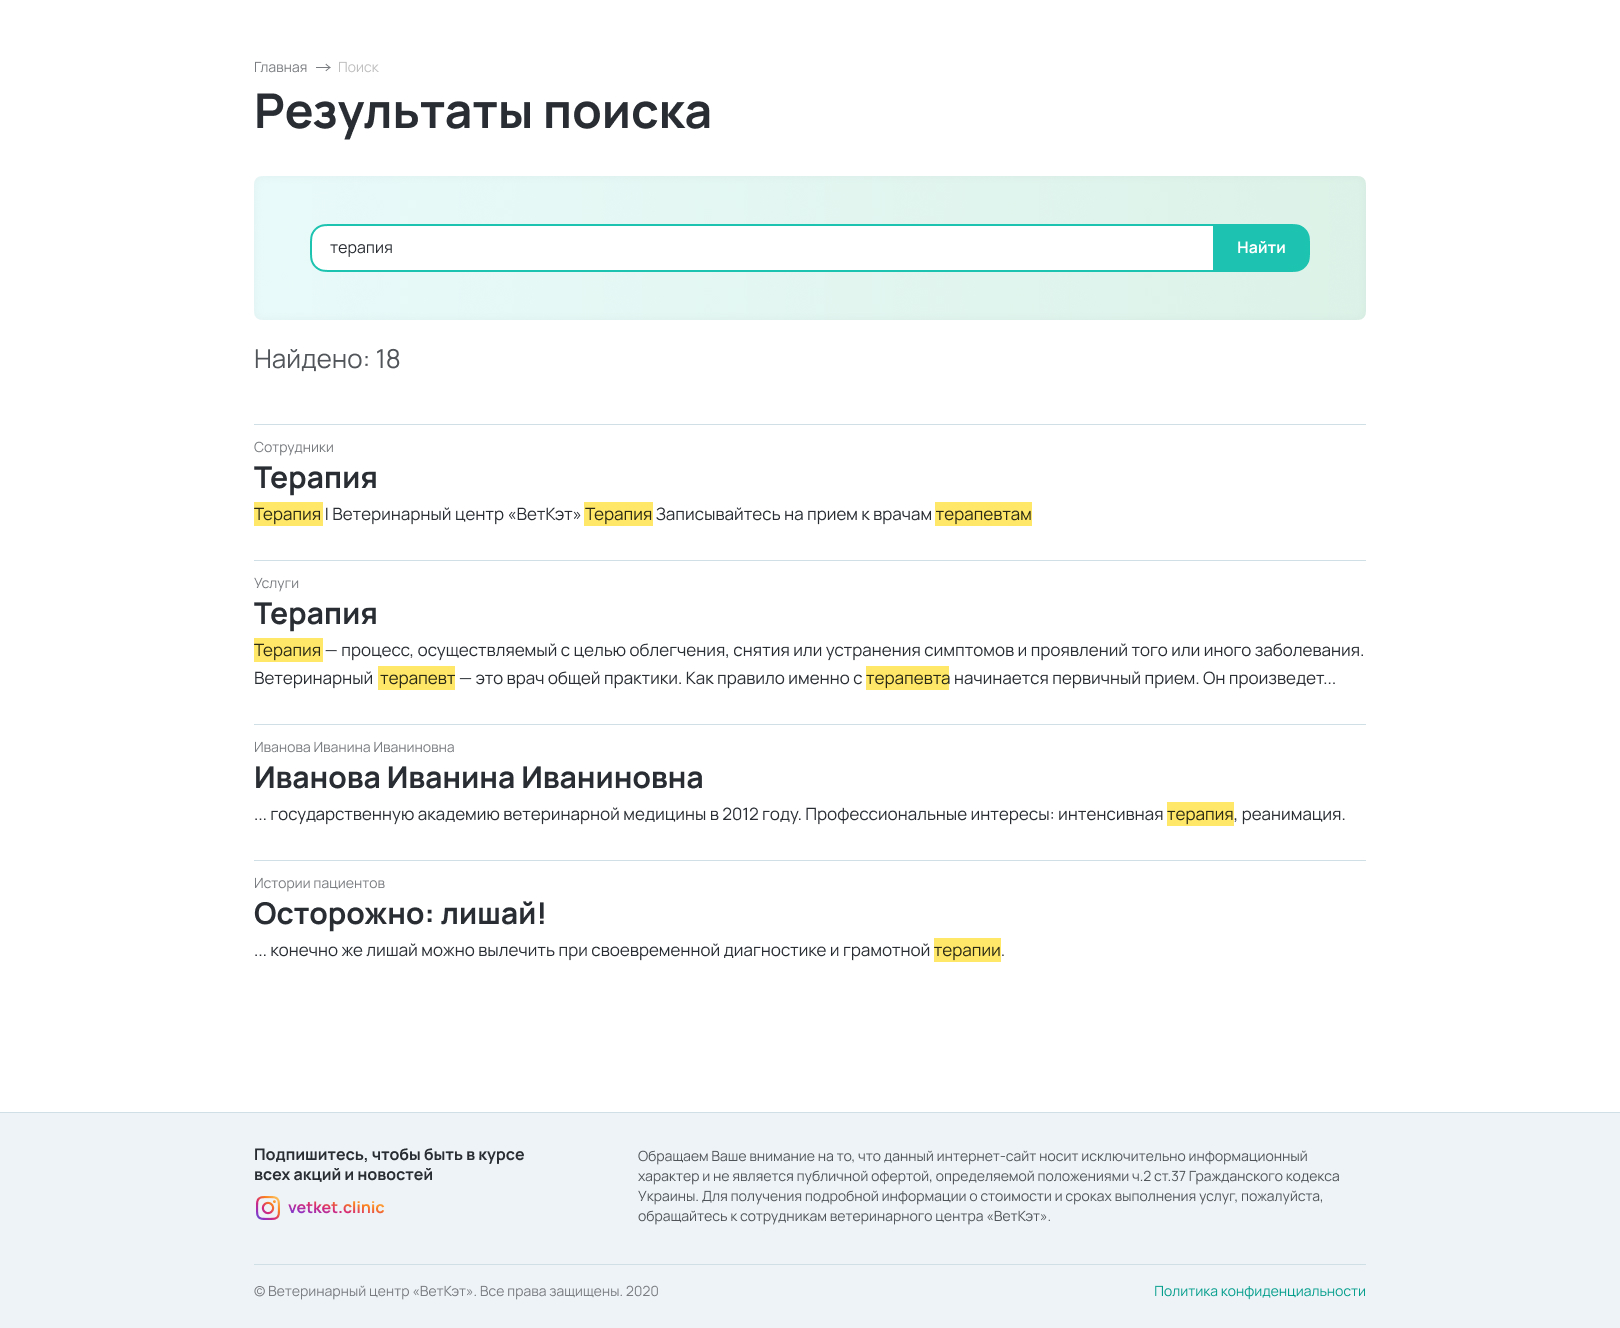 Главная → Поиск
Результаты поиска
терапия
Найти
Найдено: 18
Сотрудники
Терапия
Терапия | Ветеринарный центр «ВетКэт» Терапия Записывайтесь на прием к врачам терапевтам
Услуги
Терапия
Терапия — процесс, осуществляемый с целью облегчения, снятия или устранения симптомов и проявлений того или иного заболевания.
Ветеринарный терапевт — это врач общей практики. Как правило именно с терапевта начинается первичный прием. Он произведет...
Иванова Иванина Иваниновна
Иванова Иванина Иваниновна
... государственную академию ветеринарной медицины в 2012 году. Профессиональные интересы: интенсивная терапия, реанимация.
Истории пациентов
Осторожно: лишай!
... конечно же лишай можно вылечить при своевременной диагностике и грамотной терапии.
Подпишитесь, чтобы быть в курсе
всех акций и новостей
vetket.clinic
Обращаем Ваше внимание на то, что данный интернет-сайт носит исключительно информационный
характер и не является публичной офертой, определяемой положениями ч.2 ст.37 Гражданского кодекса
Украины. Для получения подробной информации о стоимости и сроках выполнения услуг, пожалуйста,
обращайтесь к сотрудникам ветеринарного центра «ВетКэт».
© Ветеринарный центр «ВетКэт». Все права защищены. 2020
Политика конфиденциальности